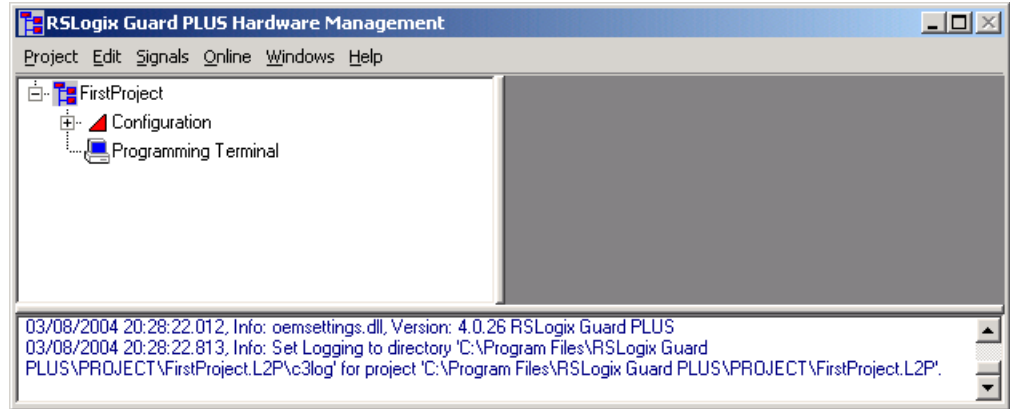 RSLogix Guard PLUS Hardware Management
Project Edit Signals Online Windows Help
FirstProject
Configuration
Programming Terminal
03/08/2004 20:28:22.012, Info: oemsettings.dll, Version: 4.0.26 RSLogix Guard PLUS
03/08/2004 20:28:22.813, Info: Set Logging to directory 'C:\Program Files\RSLogix Guard
PLUS\PROJECT\FirstProject.L2P\c3log' for project 'C:\Program Files\RSLogix Guard PLUS\PROJECT\FirstProject.L2P'.